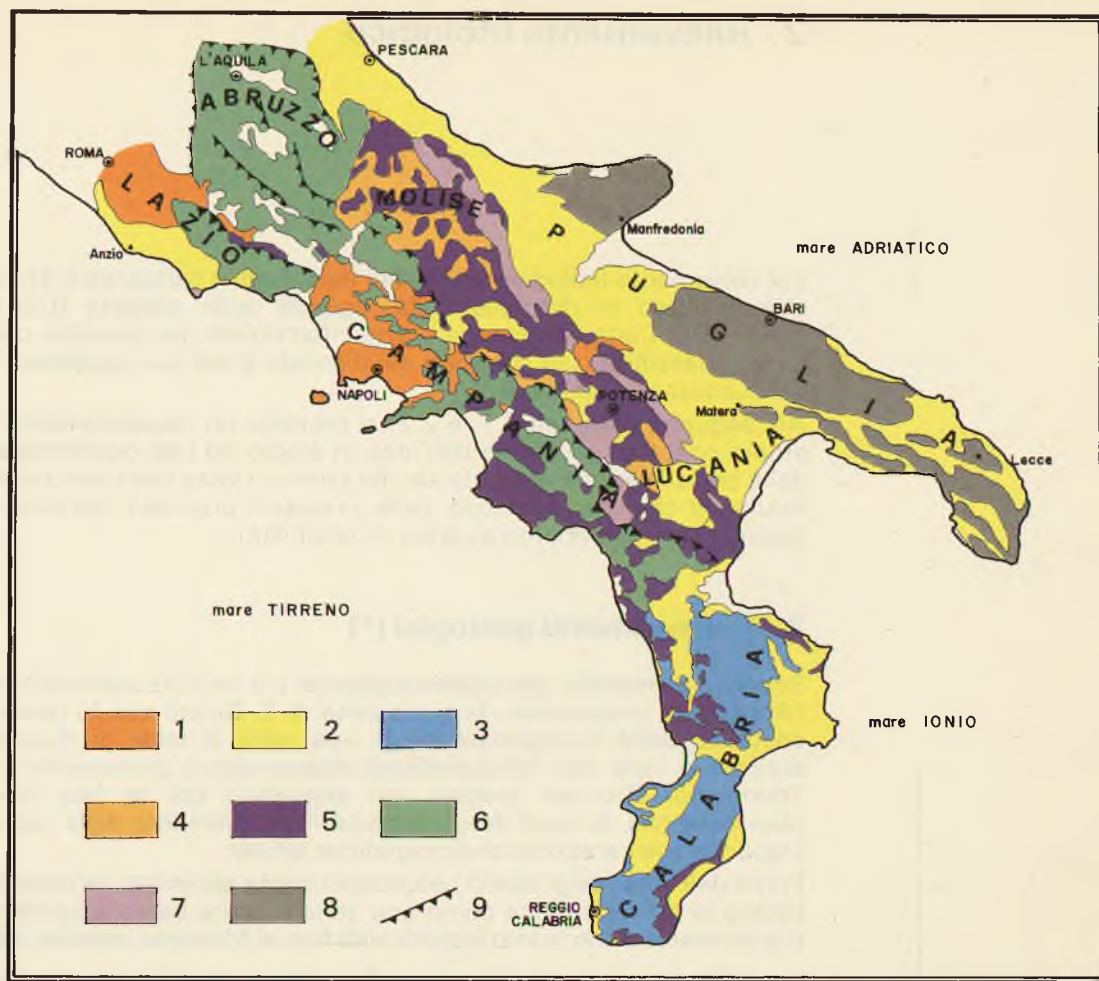 PESCARA
L'AQUILA
ABRUZZO
ROMA
LAZIO
MOLISE
Manfredonia
Anzio
mare ADRIATICO
PUGLIA
BARI
CAMPANIA
NAPOLI
POTENZA
Matera
Lecce
LUCANIA
mare TIRRENO
mare IONIO
CALABRIA
REGGIO
CALABRIA
1 2 3
4 5 6
7 8 9